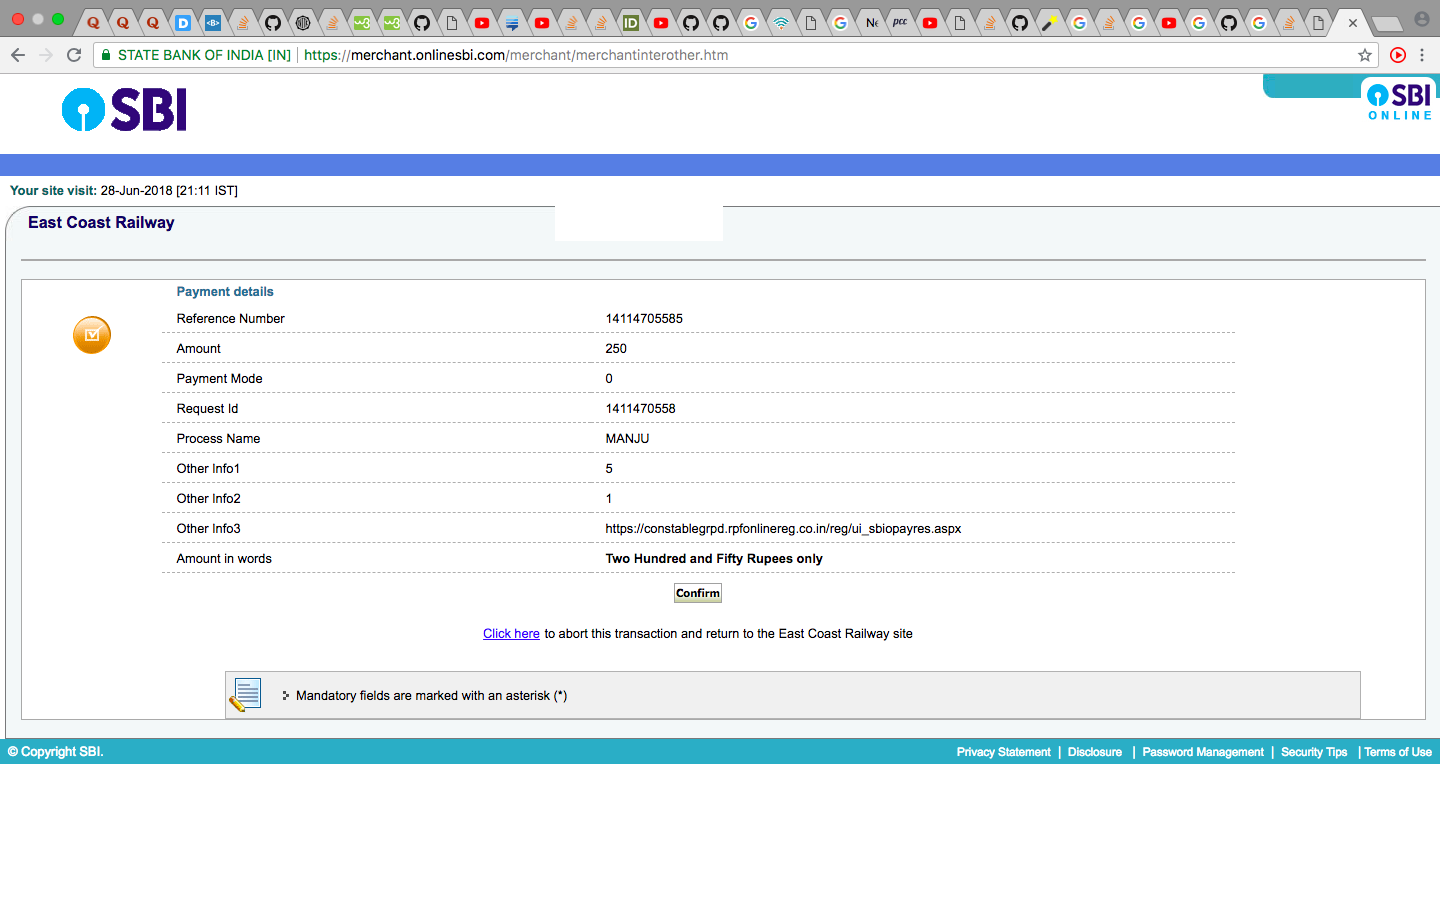 STATE BANK OF INDIA [IN] https://merchant.onlinesbi.com/merchant/merchantinterother.htm
SBI
SBI
ONLINE
Your site visit: 28-Jun-2018 [21:11 IST]
East Coast Railway
Payment details
Reference Number 14114705585
Amount 250
Payment Mode 0
Request Id 1411470558
Process Name MANJU
Other Info1 5
Other Info2 1
Other Info3 https://constablegrpd.rpfonlinereg.co.in/reg/ui_sbiopayres.aspx
Amount in words Two Hundred and Fifty Rupees only
Confirm
Click here to abort this transaction and return to the East Coast Railway site
Mandatory fields are marked with an asterisk (*)
© Copyright SBI. Privacy Statement | Disclosure | Password Management | Security Tips | Terms of Use